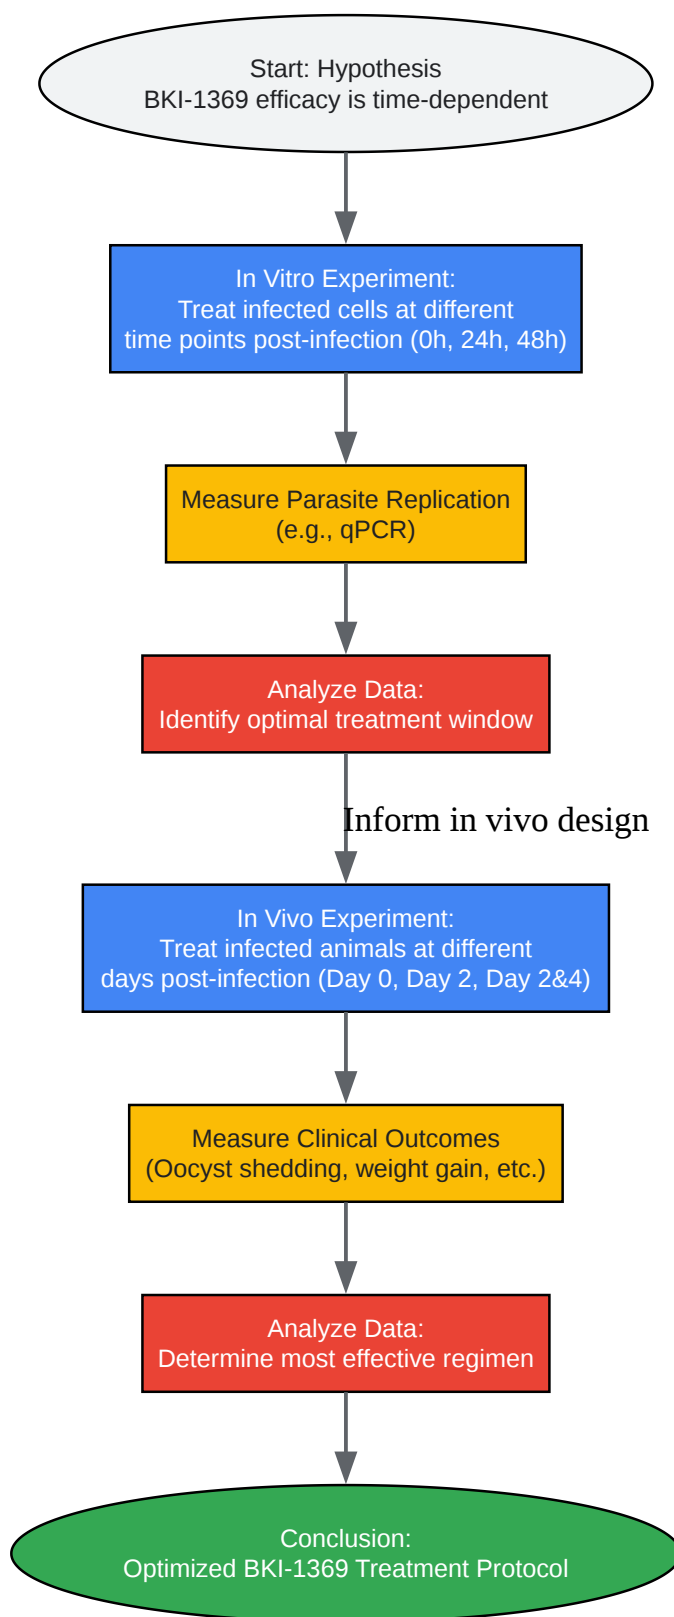 Start: Hypothesis
BKI-1369 efficacy is time-dependent
In Vitro Experiment:
Treat infected cells at different
time points post-infection (0h, 24h, 48h)
Measure Parasite Replication
(e.g., qPCR)
Analyze Data:
Identify optimal treatment window
Inform in vivo design
In Vivo Experiment:
Treat infected animals at different
days post-infection (Day 0, Day 2, Day 2&4)
Measure Clinical Outcomes
(Oocyst shedding, weight gain, etc.)
Analyze Data:
Determine most effective regimen
Conclusion:
Optimized BKI-1369 Treatment Protocol